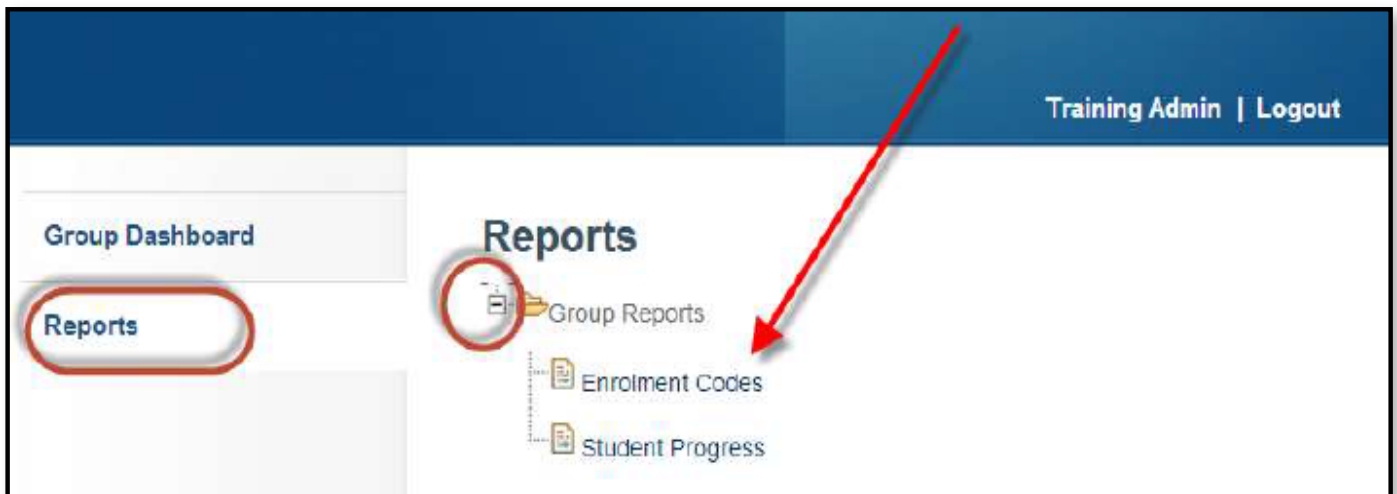 Training Admin | Logout
Group Dashboard
Reports
Reports
Group Reports
Enrolment Codes
Student Progress